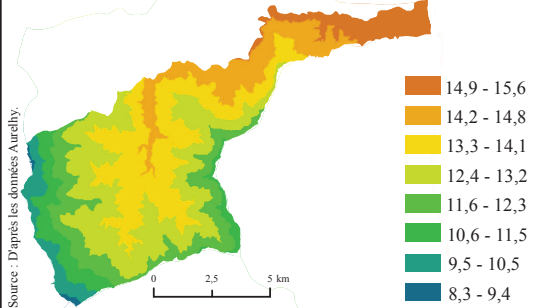 14,9 - 15,6
14,2 - 14,8
13,3 - 14,1
12,4 - 13,2
11,6 - 12,3
10,6 - 11,5
9,5 - 10,5
8,3 - 9,4
0 2,5 5 km
Source : D'après les données Aurelhy.